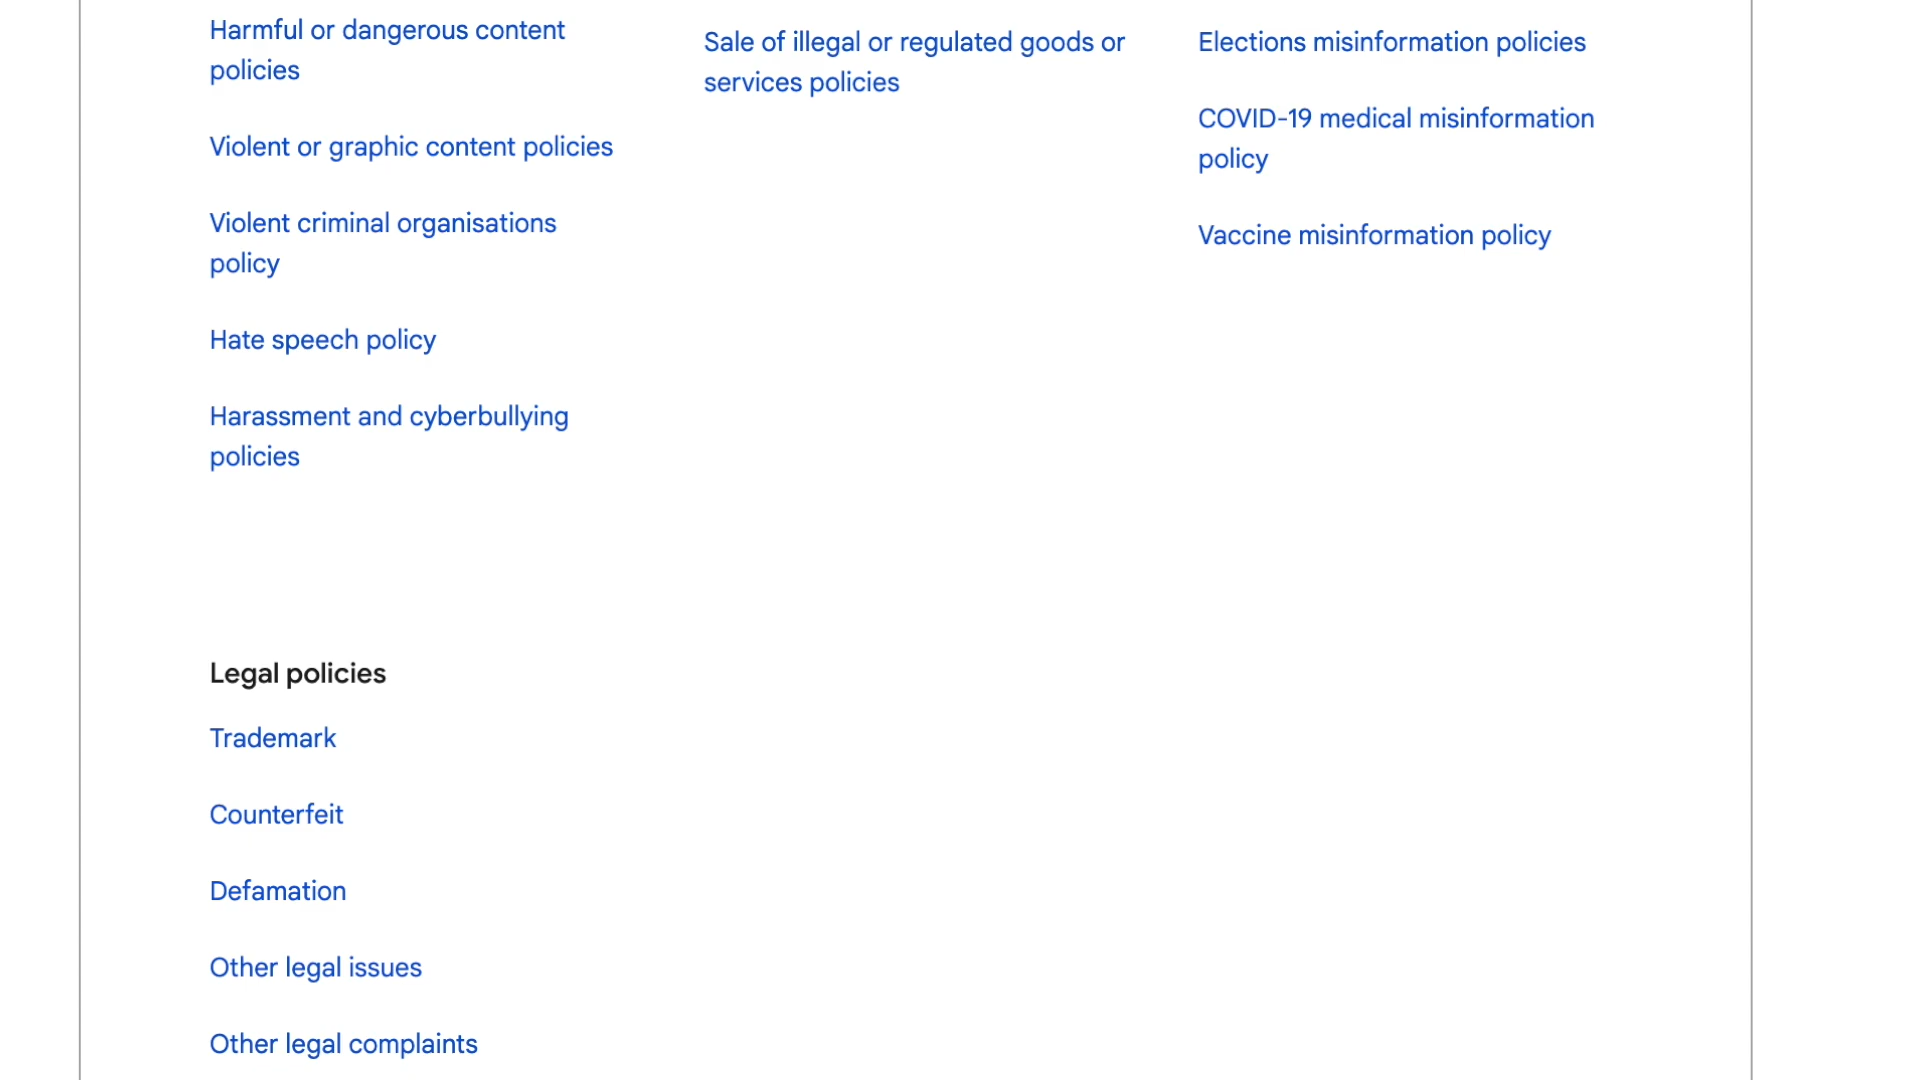 Harmful or dangerous content
policies
Violent or graphic content policies
Violent criminal organisations
policy
Hate speech policy
Harassment and cyberbullying
policies
Sale of illegal or regulated goods or
services policies
Elections misinformation policies
COVID-19 medical misinformation
policy
Vaccine misinformation policy
Legal policies
Trademark
Counterfeit
Defamation
Other legal issues
Other legal complaints